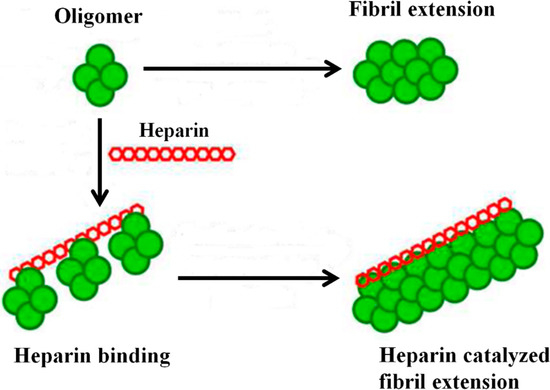 Oligomer
Fibril extension
Heparin
Heparin binding
Heparin catalyzed
fibril extension